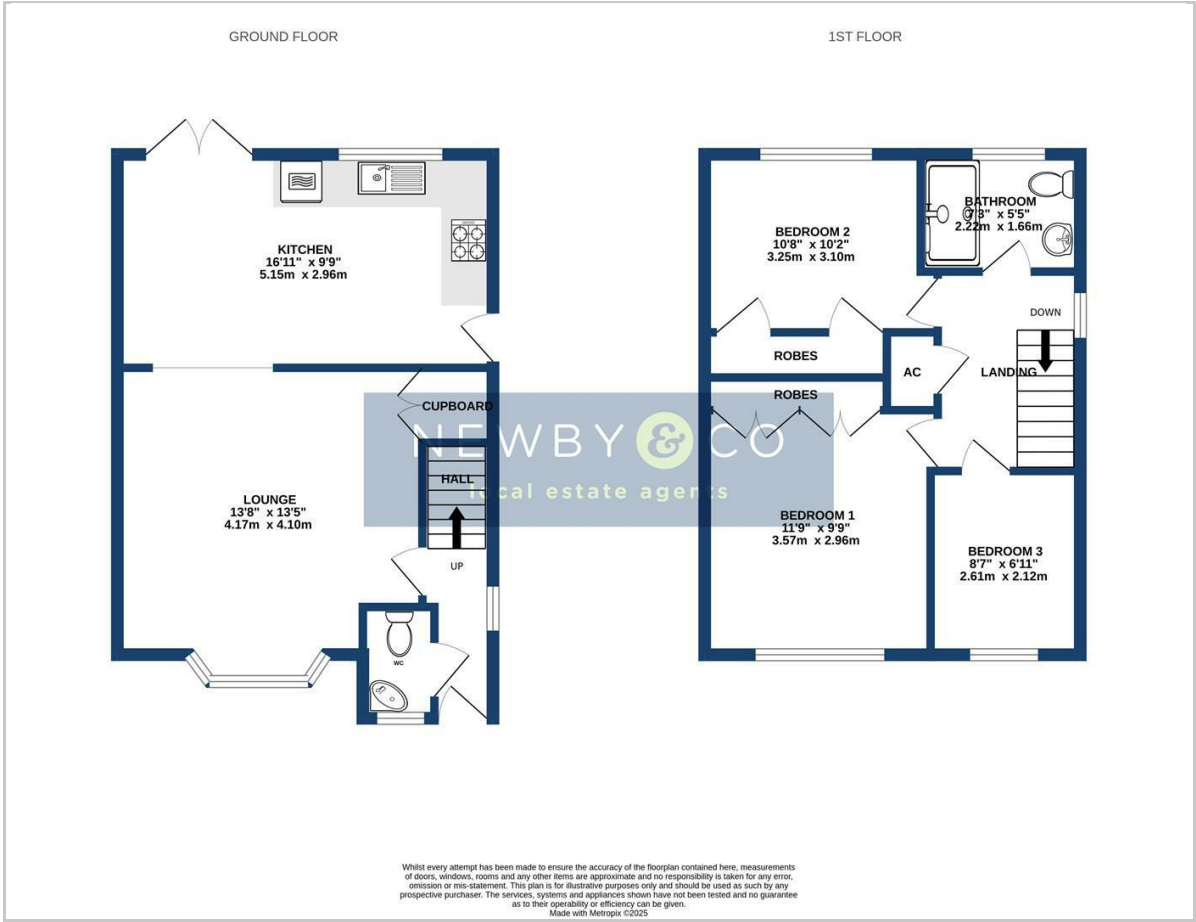 GROUND FLOOR
1ST FLOOR
KITCHEN
16'11" x 9'9"
5.15m x 2.96m
CUPBOARD
HALL
LOUNGE
13'8" x 13'5"
4.17m x 4.10m
UP
WC
BEDROOM 2
10'8" x 10'2"
3.25m x 3.10m
BATHROOM
7'3" x 5'5"
2.22m x 1.66m
DOWN
ROBES
AC
LANDING
ROBES
BEDROOM 1
11'9" x 9'9"
3.57m x 2.96m
BEDROOM 3
8'7" x 6'11"
2.61m x 2.12m
NEWBY & CO
local estate agents
Whilst every attempt has been made to ensure the accuracy of the floorplan contained here, measurements
of doors, windows, rooms and any other items are approximate and no responsibility is taken for any error,
omission or mis-statement. This plan is for illustrative purposes only and should be used as such by any
prospective purchaser. The services, systems and appliances shown have not been tested and no guarantee
as to their operability or efficiency can be given.
Made with Metropix ©2025